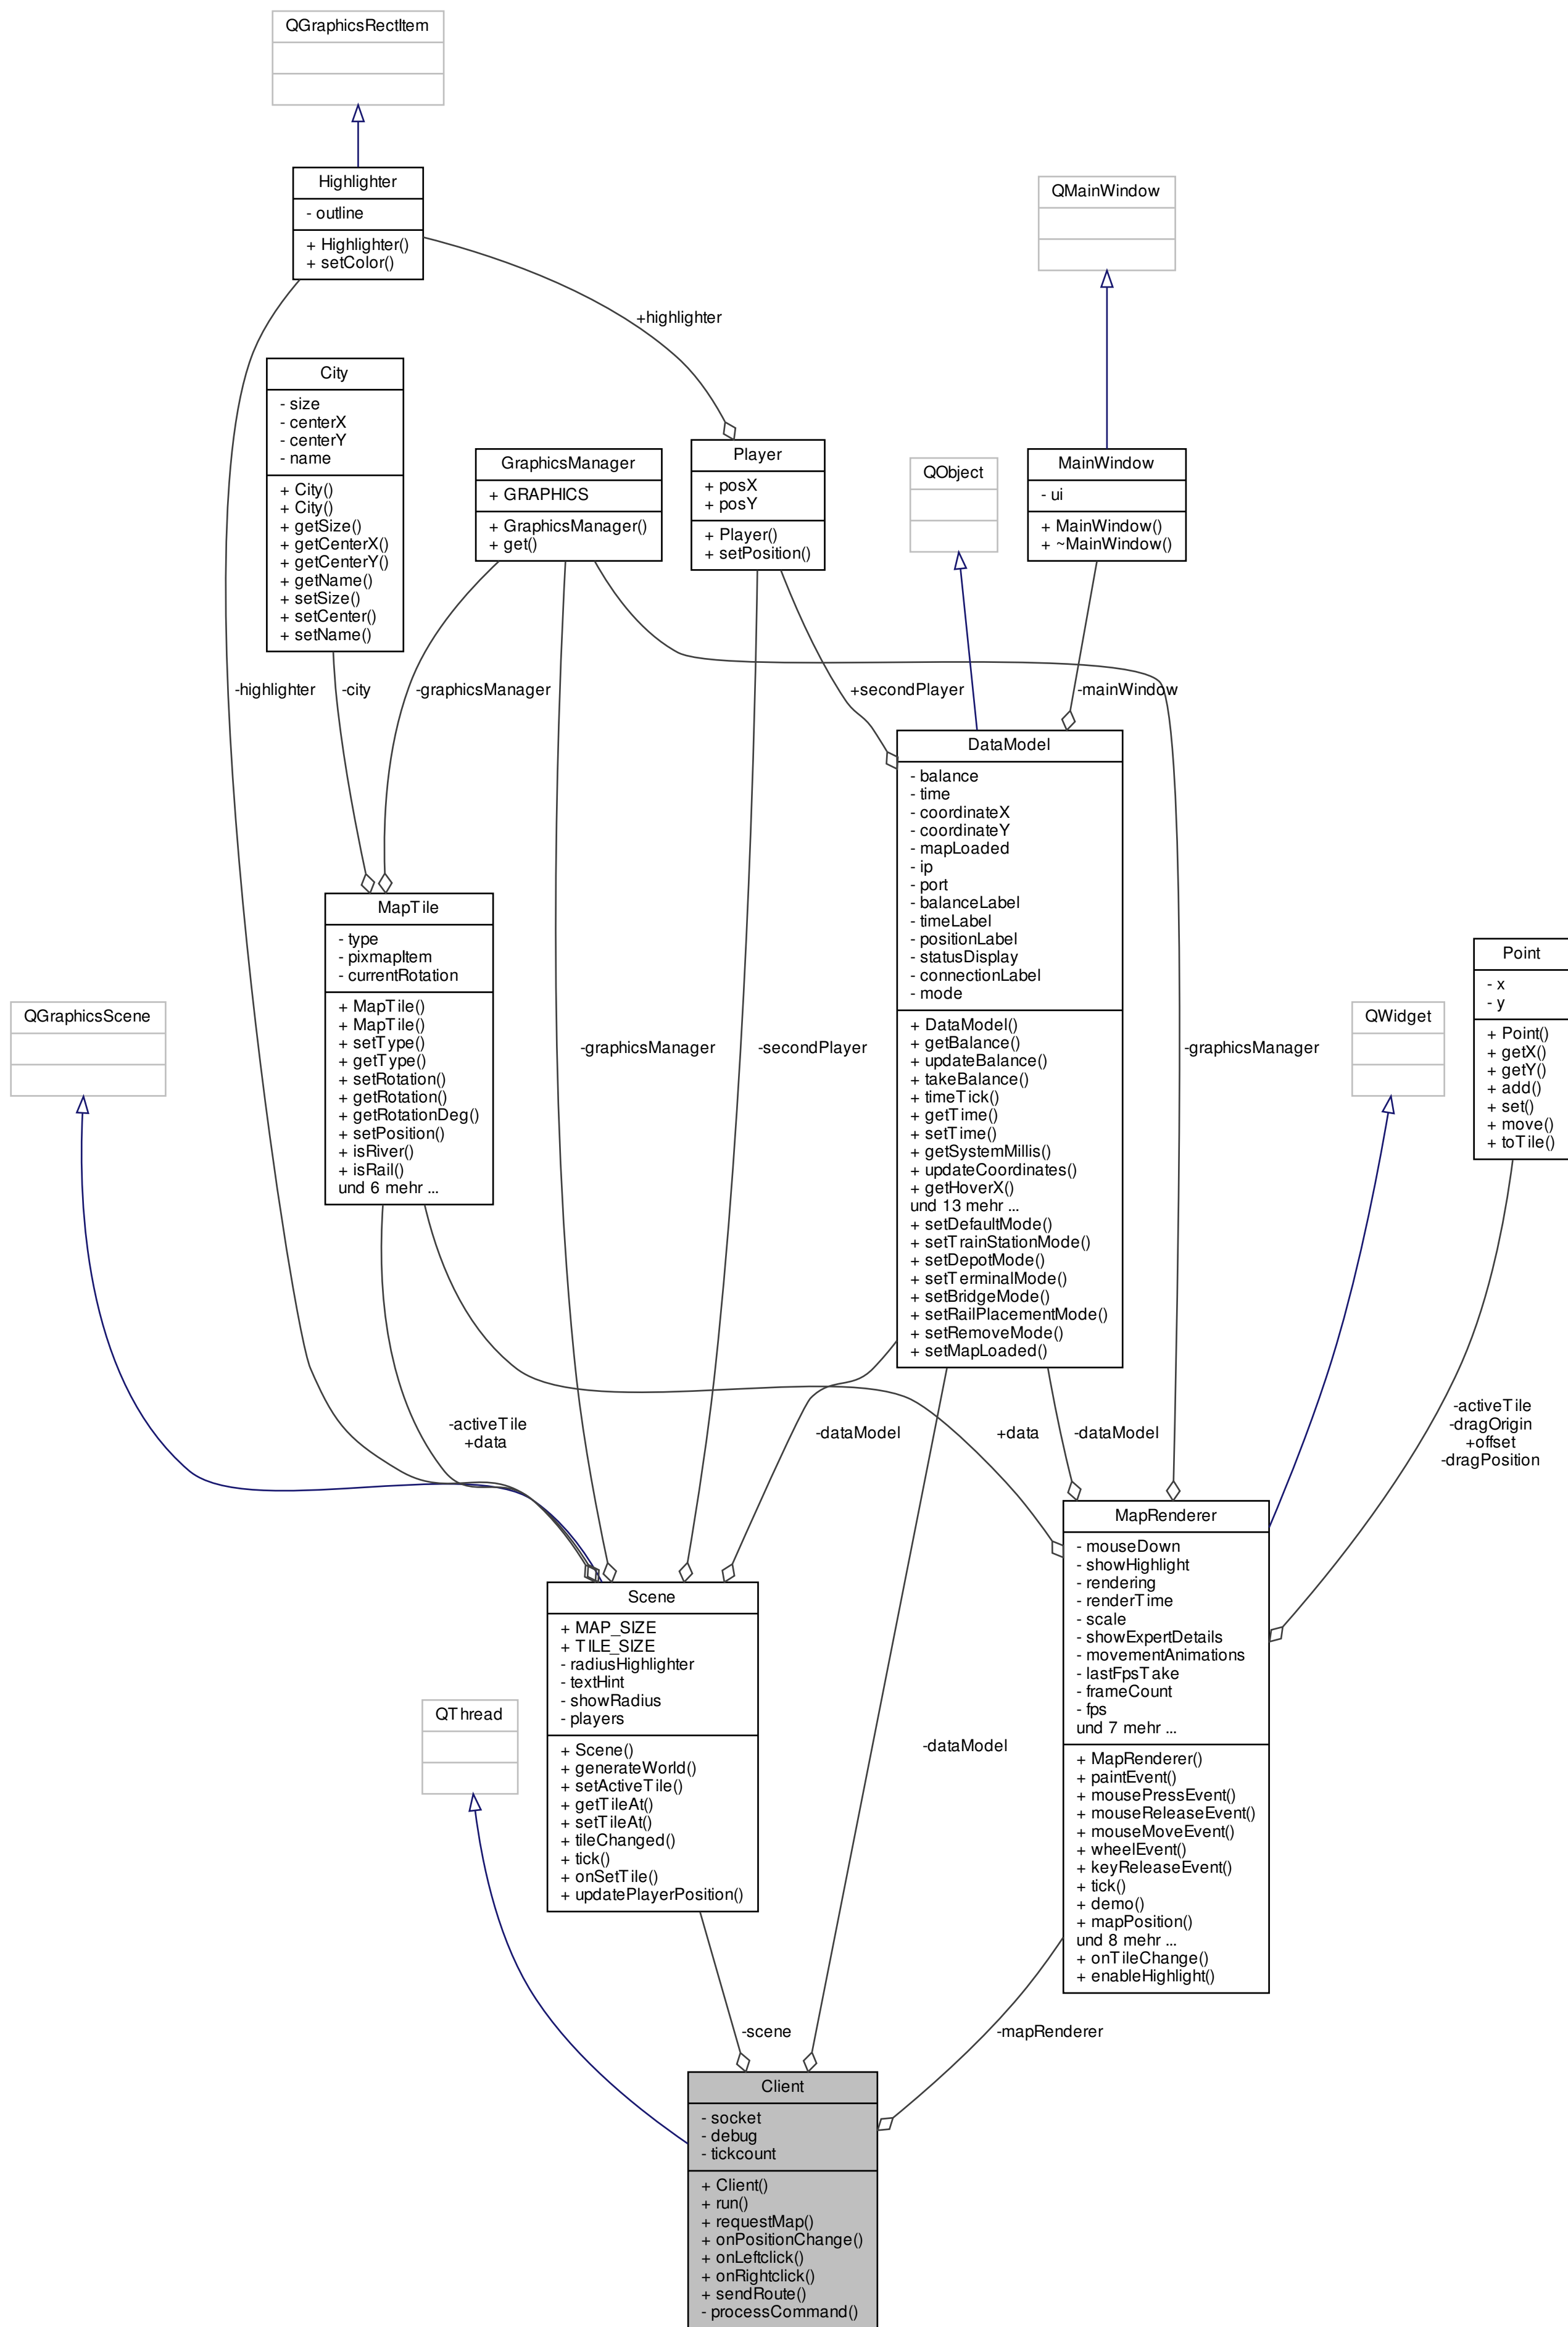 QGraphicsRectItem
Highlighter
- outline
+ Highlighter()
+ setColor()
QMainWindow
+highlighter
City
- size
- centerX
- centerY
- name
+ City()
+ City()
+ getSize()
+ getCenterX()
+ getCenterY()
+ getName()
+ setSize()
+ setCenter()
+ setName()
GraphicsManager
+ GRAPHICS
+ GraphicsManager()
+ get()
Player
+ posX
+ posY
+ Player()
+ setPosition()
QObject
MainWindow
- ui
+ MainWindow()
+ ~MainWindow()
-highlighter
-city
-graphicsManager
+secondPlayer
-mainWindow
DataModel
- balance
- time
- coordinateX
- coordinateY
- mapLoaded
- ip
- port
- balanceLabel
- timeLabel
- positionLabel
- statusDisplay
- connectionLabel
- mode
+ DataModel()
+ getBalance()
+ updateBalance()
+ takeBalance()
+ timeTick()
+ getTime()
+ setTime()
+ getSystemMillis()
+ updateCoordinates()
+ getHoverX()
und 13 mehr ...
+ setDefaultMode()
+ setTrainStationMode()
+ setDepotMode()
+ setTerminalMode()
+ setBridgeMode()
+ setRailPlacementMode()
+ setRemoveMode()
+ setMapLoaded()
MapTile
- type
- pixmapItem
- currentRotation
+ MapTile()
+ MapTile()
+ setType()
+ getType()
+ setRotation()
+ getRotation()
+ getRotationDeg()
+ setPosition()
+ isRiver()
+ isRail()
und 6 mehr ...
QGraphicsScene
-graphicsManager
-secondPlayer
-graphicsManager
QWidget
Point
- x
- y
+ Point()
+ getX()
+ getY()
+ add()
+ set()
+ move()
+ toTile()
-activeTile
+data
-dataModel
+data
-dataModel
-activeTile
-dragOrigin
+offset
-dragPosition
MapRenderer
- mouseDown
- showHighlight
- rendering
- renderTime
- scale
- showExpertDetails
- movementAnimations
- lastFpsTake
- frameCount
- fps
und 7 mehr ...
+ MapRenderer()
+ paintEvent()
+ mousePressEvent()
+ mouseReleaseEvent()
+ mouseMoveEvent()
+ wheelEvent()
+ keyReleaseEvent()
+ tick()
+ demo()
+ mapPosition()
und 8 mehr ...
+ onTileChange()
+ enableHighlight()
Scene
+ MAP_SIZE
+ TILE_SIZE
- radiusHighlighter
- textHint
- showRadius
- players
+ Scene()
+ generateWorld()
+ setActiveTile()
+ getTileAt()
+ setTileAt()
+ tileChanged()
+ tick()
+ onSetTile()
+ updatePlayerPosition()
QThread
-dataModel
-scene
-mapRenderer
Client
- socket
- debug
- tickcount
+ Client()
+ run()
+ requestMap()
+ onPositionChange()
+ onLeftclick()
+ onRightclick()
+ sendRoute()
- processCommand()